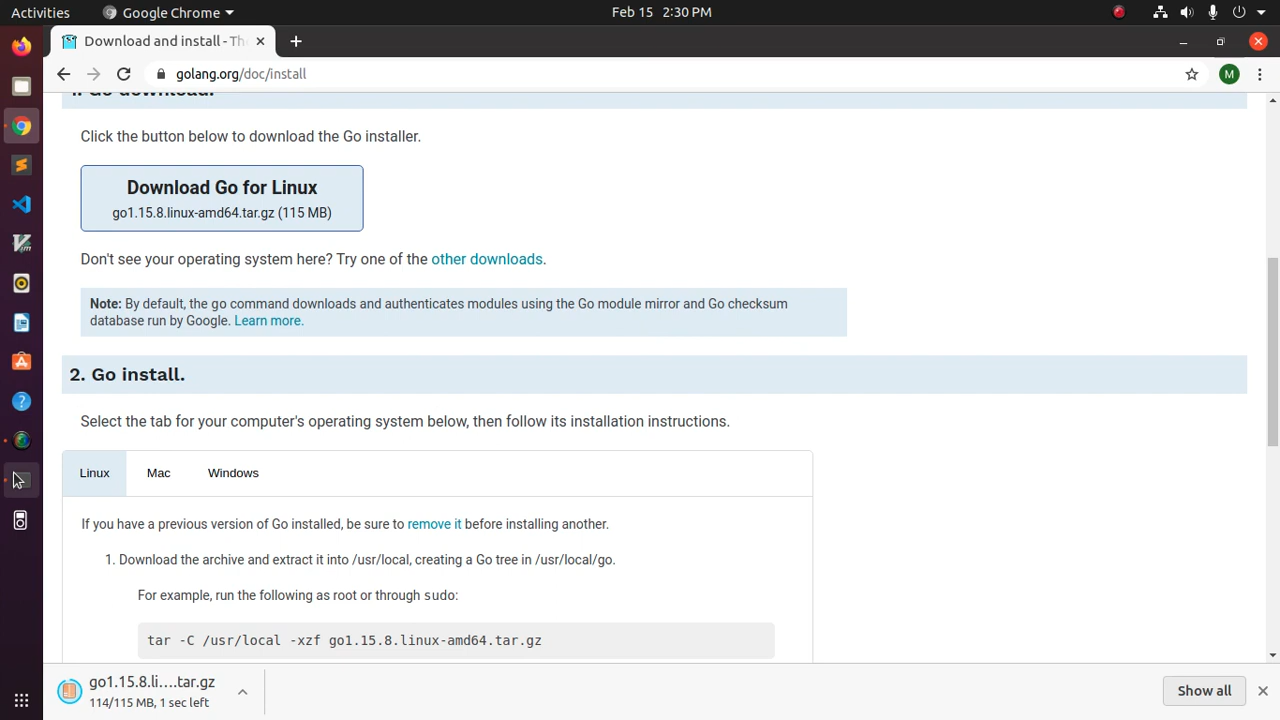 Activities
Google Chrome
Feb 15 2:30 PM
Download and install - Th
golang.org/doc/install
M
1. Go download.
Click the button below to download the Go installer.
Download Go for Linux
go1.15.8.linux-amd64.tar.gz (115 MB)
Don't see your operating system here? Try one of the other downloads.
Note: By default, the go command downloads and authenticates modules using the Go module mirror and Go checksum
database run by Google. Learn more.
2. Go install.
Select the tab for your computer's operating system below, then follow its installation instructions.
Linux Mac Windows
If you have a previous version of Go installed, be sure to remove it before installing another.
1. Download the archive and extract it into /usr/local, creating a Go tree in /usr/local/go.
For example, run the following as root or through sudo:
tar -C /usr/local -xzf go1.15.8.linux-amd64.tar.gz
go1.15.8.li....tar.gz
114/115 MB, 1 sec left
Show all